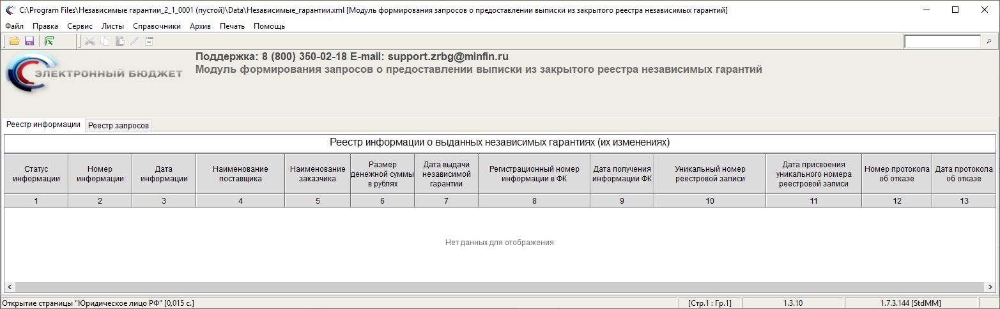 C:\Program Files\Независимые гарантии_2_1_0001 (пустой)\Data\Независимые_гарантии.xml [Модуль формирования запросов о предоставлении выписки из закрытого реестра независимых гарантий]
Файл Правка Сервис Листы Справочники Архив Печать Помощь
Поддержка: 8 (800) 350-02-18 E-mail: support.zrbg@minfin.ru
Модуль формирования запросов о предоставлении выписки из закрытого реестра независимых гарантий
ЭЛЕКТРОННЫЙ БЮДЖЕТ
Реестр информации Реестр запросов
Реестр информации о выданных независимых гарантиях (их изменениях)
Статус
информации
Номер
информации
Дата
информации
Наименование
поставщика
Наименование
заказчика
Размер
денежной суммы
в рублях
Дата выдачи
независимой
гарантии
Регистрационный номер
информации в ФК
Дата получения
информации ФК
Уникальный номер
реестровой записи
Дата присвоения
уникального номера
реестровой записи
Номер протокола
об отказе
Дата протокола
об отказе
1 2 3 4 5 6 7 8 9 10 11 12 13
Нет данных для отображения
Открытие страницы "Юридическое лицо РФ" [0,015 с.] [Стр.1 : Гр.1] 1.3.10 1.7.3.144 [StdMM]